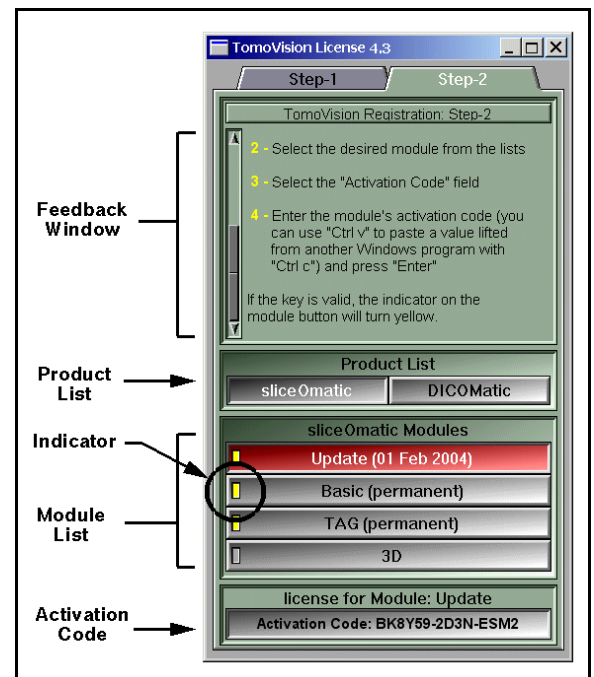 TomoVision License 4.3
Step-1 Step-2
TomoVision Registration: Step-2
2 - Select the desired module from the lists
3 - Select the "Activation Code" field
4 - Enter the module's activation code (you
can use "Ctrl v" to paste a value lifted
from another Windows program with
"Ctrl c") and press "Enter"
If the key is valid, the indicator on the
module button will turn yellow.
Feedback
Window
Product List
sliceOmatic DICOMatic
Product
List
sliceOmatic Modules
Update (01 Feb 2004)
Basic (permanent)
TAG (permanent)
3D
Indicator
Module
List
license for Module: Update
Activation Code: BK8Y59-2D3N-ESM2
Activation
Code